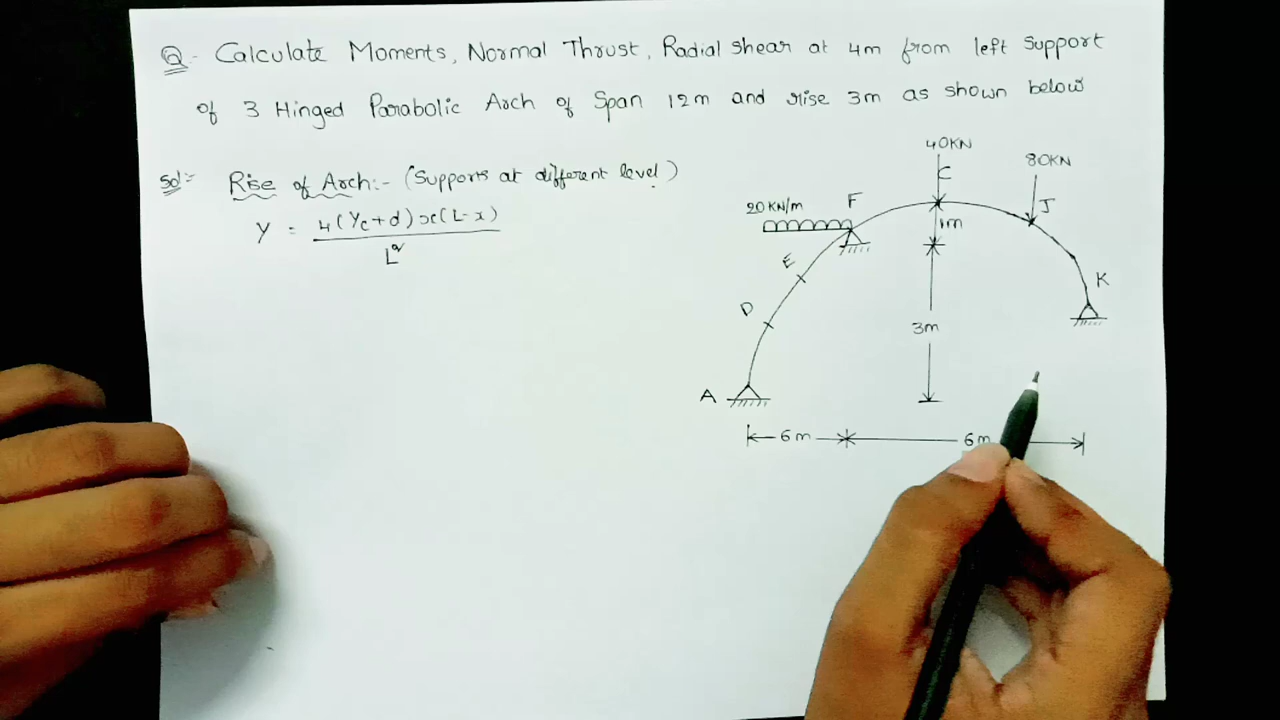 Q- Calculate Moments, Normal Thrust, Radial shear at 4m from left support
of 3 Hinged Parabolic Arch of Span 12m and rise 3m as shown below
Sol:- Rise of Arch:- (Supports at different level)
Y = 4(Yc+d)x(L-x) / L²
40KN
C
80KN
20 KN/m
F
J
1m
E
K
D
3m
A
6m
6m